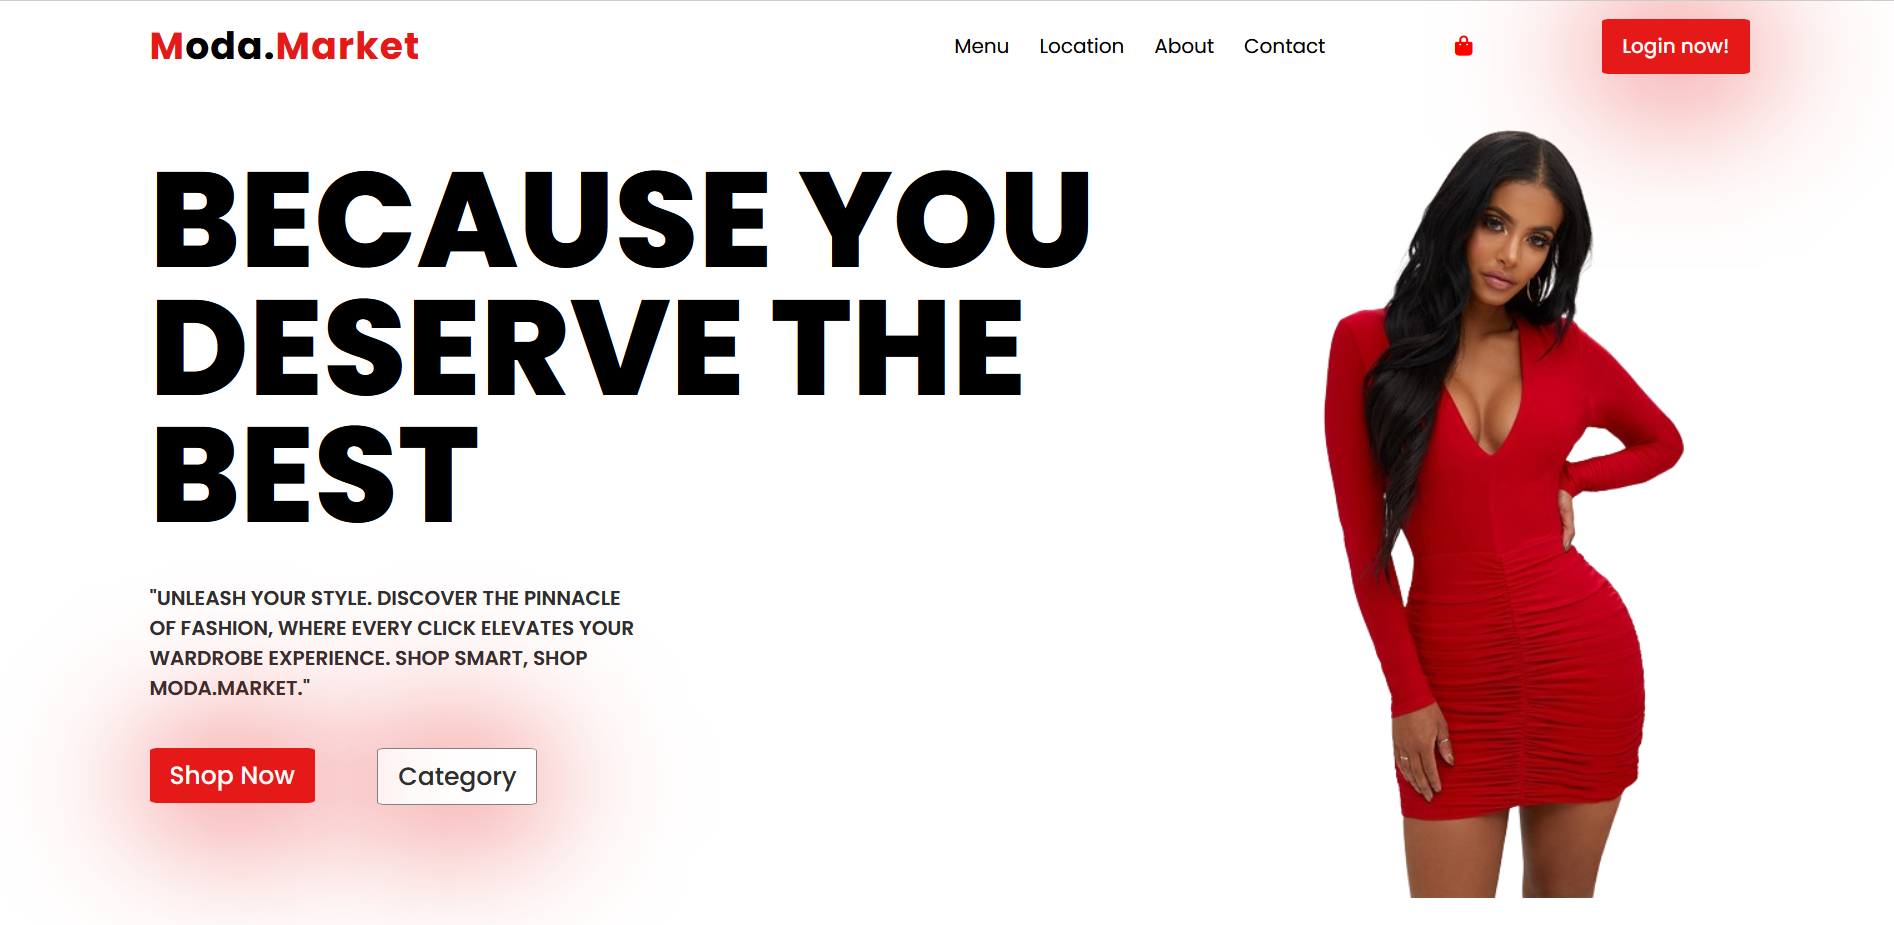 Moda.Market
Menu Location About Contact
Login now!
BECAUSE YOU
DESERVE THE
BEST
"UNLEASH YOUR STYLE. DISCOVER THE PINNACLE
OF FASHION, WHERE EVERY CLICK ELEVATES YOUR
WARDROBE EXPERIENCE. SHOP SMART, SHOP
MODA.MARKET."
Shop Now
Category